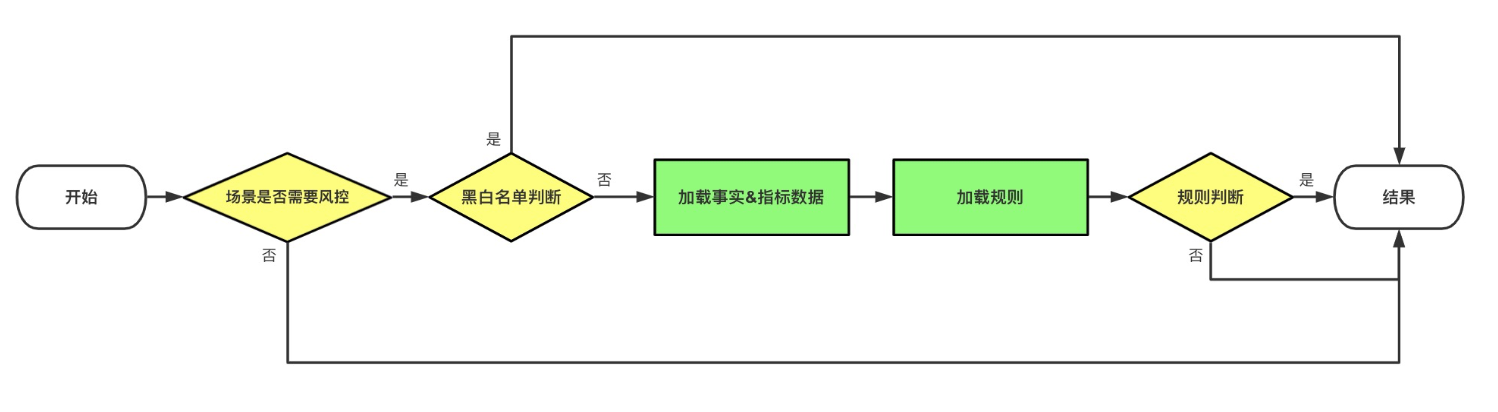 是
开始
场景是否需要风控
是
黑白名单判断
否
加载事实&指标数据
加载规则
规则判断
是
结果
否
否